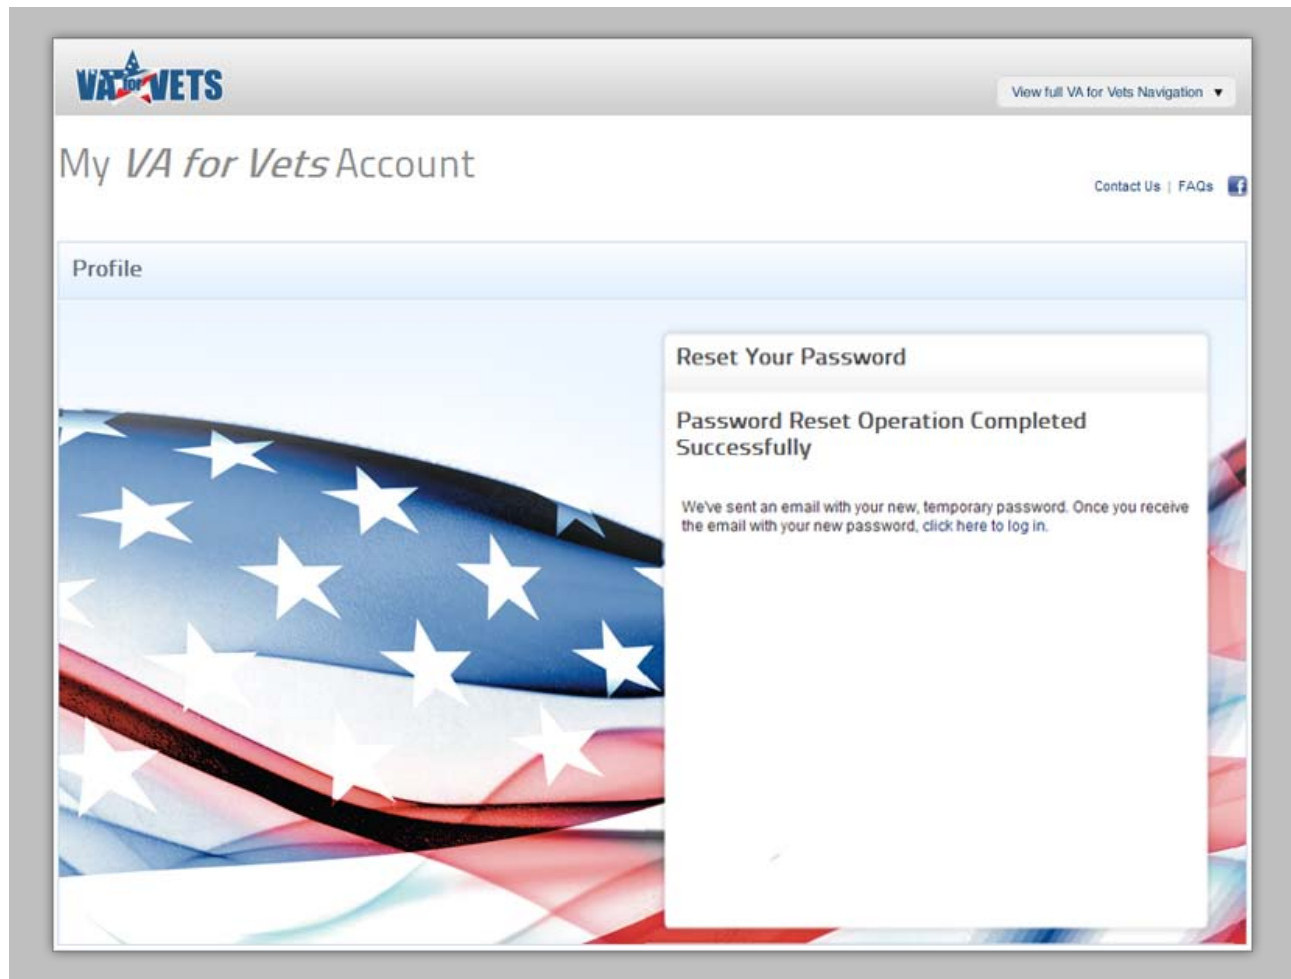 VA for VETS
View full VA for Vets Navigation ▼
My VA for Vets Account
Contact Us | FAQs f
Profile
Reset Your Password
Password Reset Operation Completed
Successfully
We've sent an email with your new, temporary password. Once you receive
the email with your new password, click here to log in.